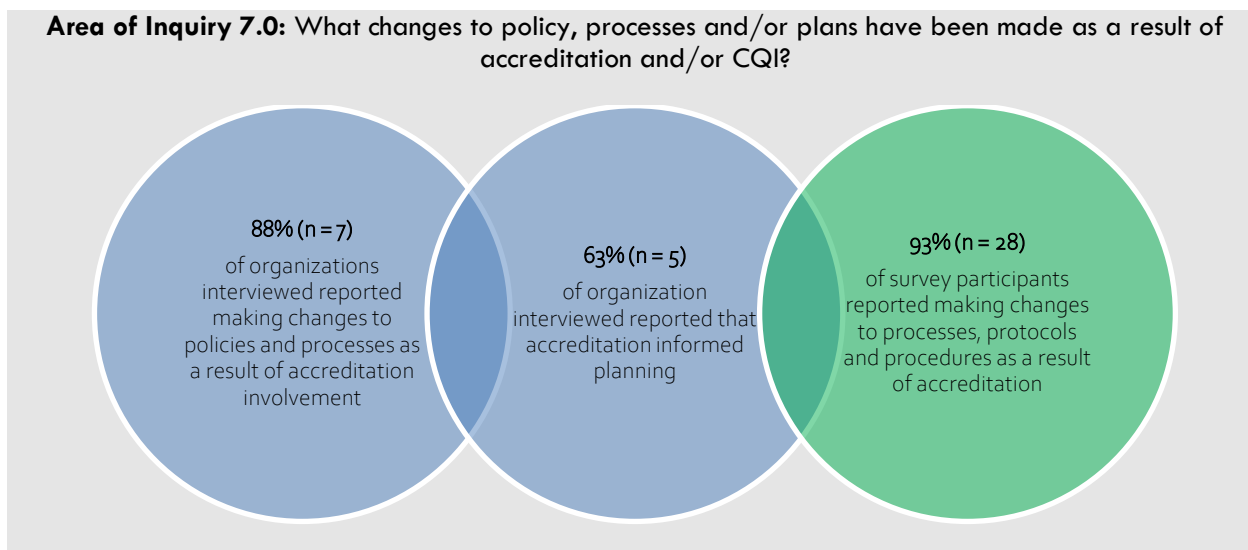 Area of Inquiry 7.0: What changes to policy, processes and/or plans have been made as a result of
accreditation and/or CQI?
88% (n = 7)
of organizations
interviewed reported
making changes to
policies and processes as
a result of accreditation
involvement
63% (n = 5)
of organization
interviewed reported that
accreditation informed
planning
93% (n = 28)
of survey participants
reported making changes
to processes, protocols
and procedures as a result
of accreditation